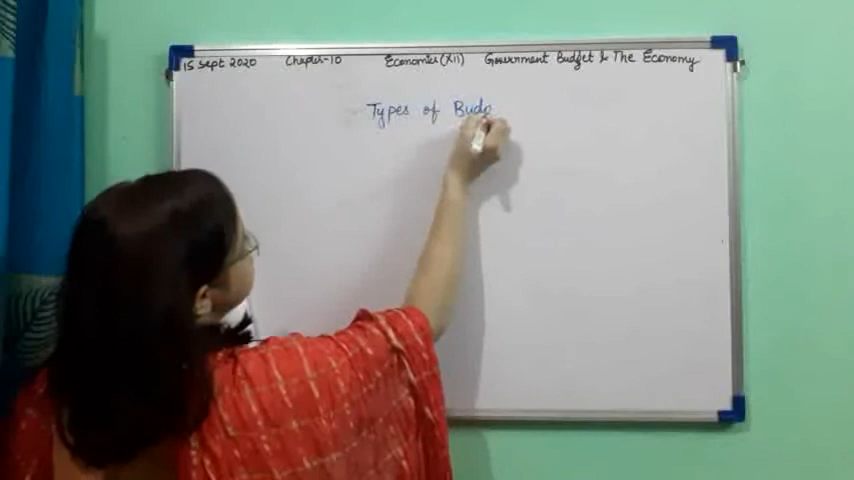 15 Sept 2020 Chapter-10 Economics (XII) Government Budget & The Economy
Types of Budg